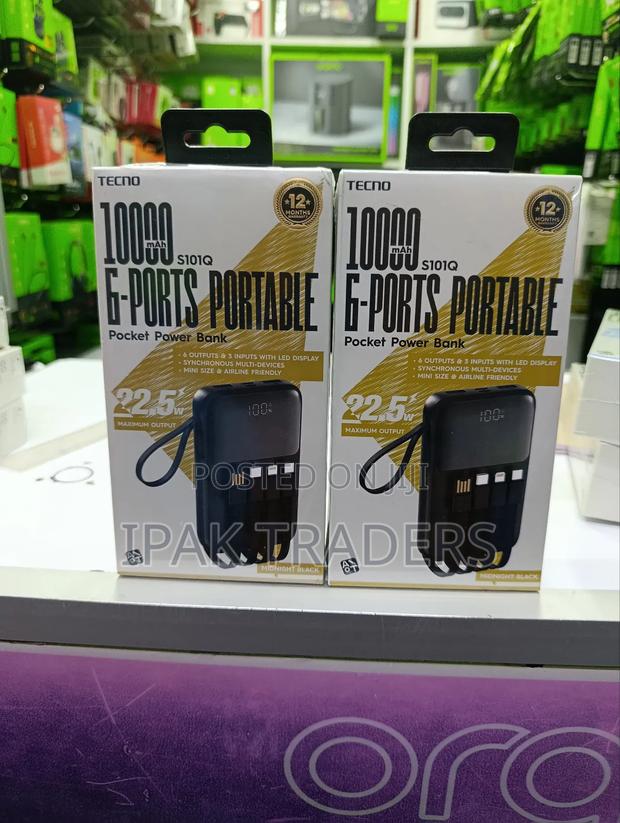 TECNO
12
MONTHS
WARRANTY
10000
mAh
S101Q
6-PORTS PORTABLE
Pocket Power Bank
• 6 OUTPUTS & 3 INPUTS WITH LED DISPLAY
• SYNCHRONOUS MULTI-DEVICES
• MINI SIZE & AIRLINE FRIENDLY
22.5W
MAXIMUM OUTPUT
100%
MIDNIGHT BLACK
TECNO
12
MONTHS
WARRANTY
10000
mAh
S101Q
6-PORTS PORTABLE
Pocket Power Bank
• 6 OUTPUTS & 3 INPUTS WITH LED DISPLAY
• SYNCHRONOUS MULTI-DEVICES
• MINI SIZE & AIRLINE FRIENDLY
22.5W
MAXIMUM OUTPUT
100%
MIDNIGHT BLACK
POSTED ON JIJI
IPAK TRADERS